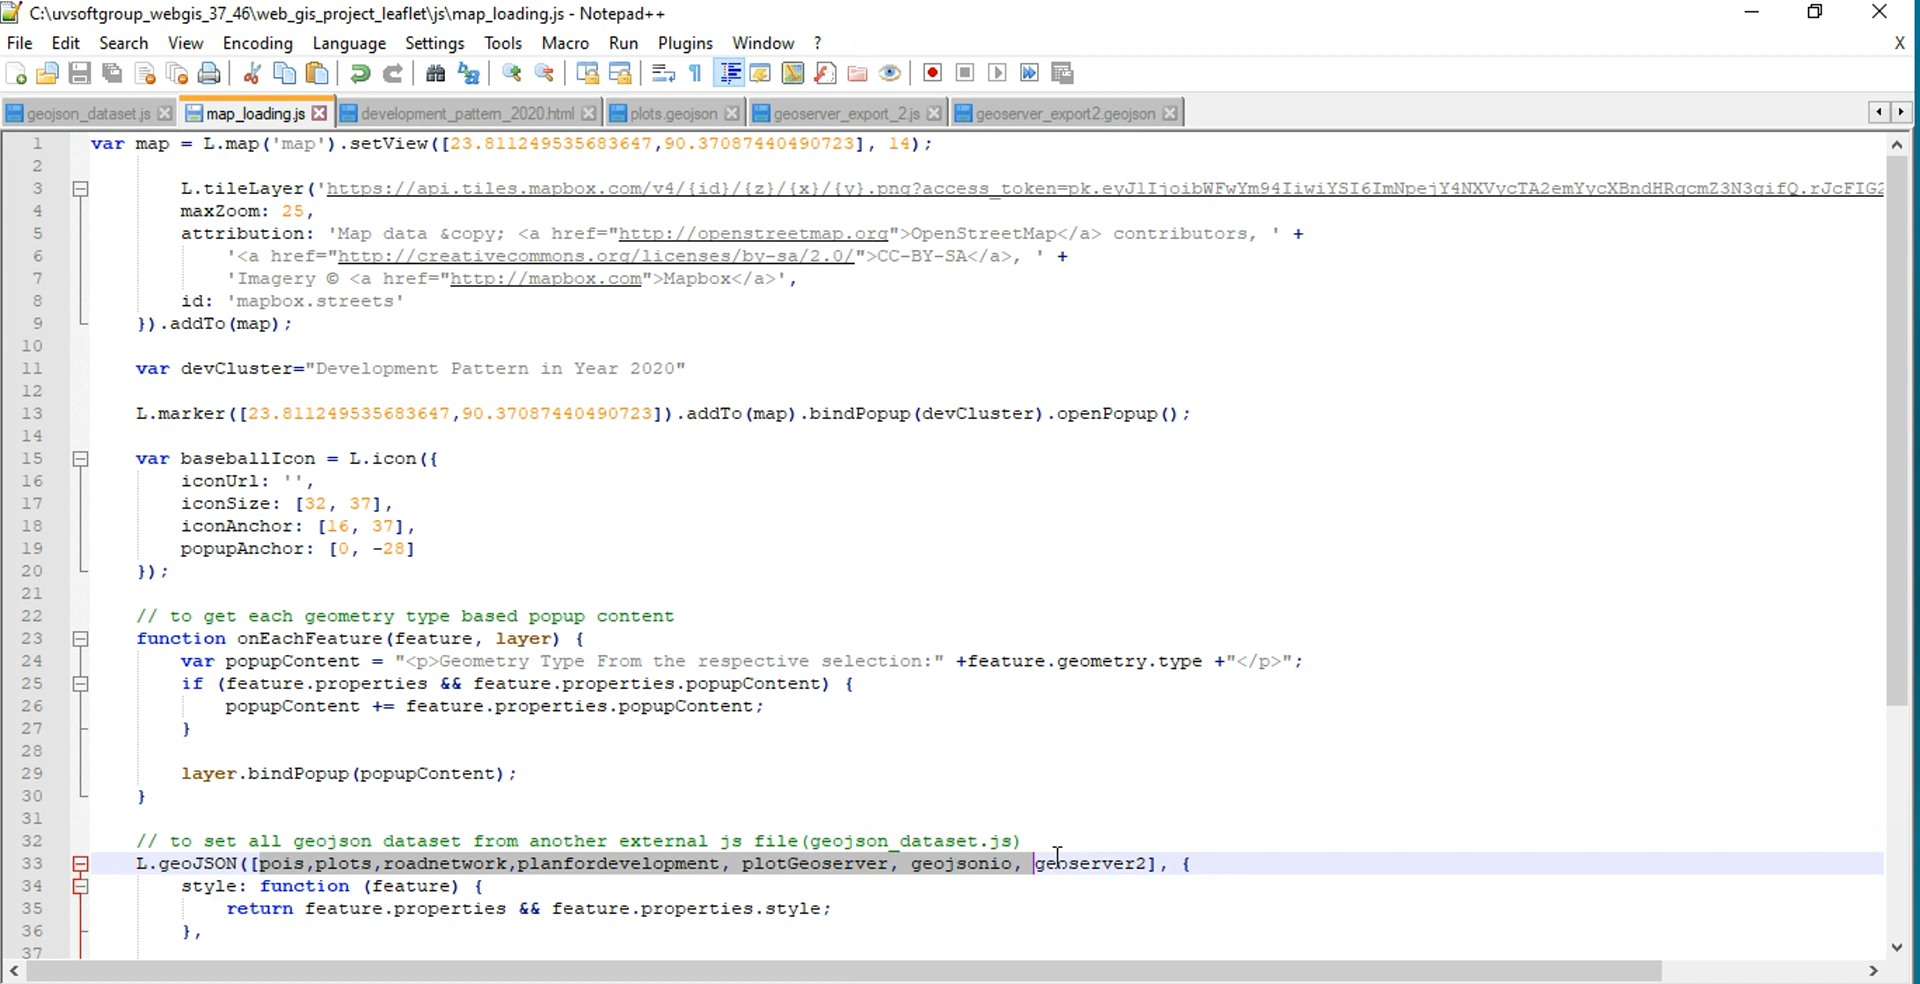 C:\uvsoftgroup_webgis_37_46\web_gis_project_leaflet\js\map_loading.js - Notepad++
File Edit Search View Encoding Language Settings Tools Macro Run Plugins Window ? X
geojson_dataset.js map_loading.js development_pattern_2020.html plots.geojson geoserver_export_2.js geoserver_export2.geojson
1 var map = L.map('map').setView([23.811249535683647,90.37087440490723], 14);
2
3 L.tileLayer('https://api.tiles.mapbox.com/v4/{id}/{z}/{x}/{y}.png?access_token=pk.eyJ1IjoibWFwYm94IiwiYSI6ImNpejY4NXVycTA2emYycXBndHRqcmZ3N3gifQ.rJcFIG2
4 maxZoom: 25,
5 attribution: 'Map data &copy; <a href="http://openstreetmap.org">OpenStreetMap</a> contributors, ' +
6 '<a href="http://creativecommons.org/licenses/by-sa/2.0/">CC-BY-SA</a>, ' +
7 'Imagery © <a href="http://mapbox.com">Mapbox</a>',
8 id: 'mapbox.streets'
9 }).addTo(map);
10
11 var devCluster="Development Pattern in Year 2020"
12
13 L.marker([23.811249535683647,90.37087440490723]).addTo(map).bindPopup(devCluster).openPopup();
14
15 var baseballIcon = L.icon({
16 iconUrl: '',
17 iconSize: [32, 37],
18 iconAnchor: [16, 37],
19 popupAnchor: [0, -28]
20 });
21
22 // to get each geometry type based popup content
23 function onEachFeature(feature, layer) {
24 var popupContent = "<p>Geometry Type From the respective selection:" +feature.geometry.type +"</p>";
25 if (feature.properties && feature.properties.popupContent) {
26 popupContent += feature.properties.popupContent;
27 }
28
29 layer.bindPopup(popupContent);
30 }
31
32 // to set all geojson dataset from another external js file(geojson_dataset.js)
33 L.geoJSON([pois,plots,roadnetwork,planfordevelopment, plotGeoserver, geojsonio, geoserver2], {
34 style: function (feature) {
35 return feature.properties && feature.properties.style;
36 },
37